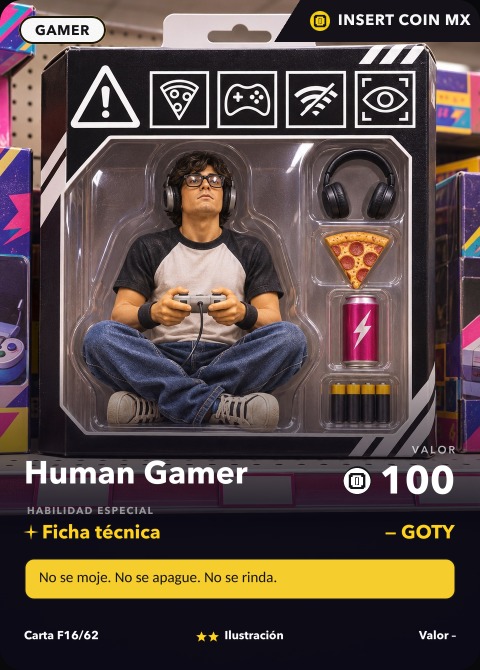 GAMER
INSERT COIN MX
VALOR
Human Gamer
100
HABILIDAD ESPECIAL
Ficha técnica
– GOTY
No se moje. No se apague. No se rinda.
Carta F16/62
Ilustración
Valor –